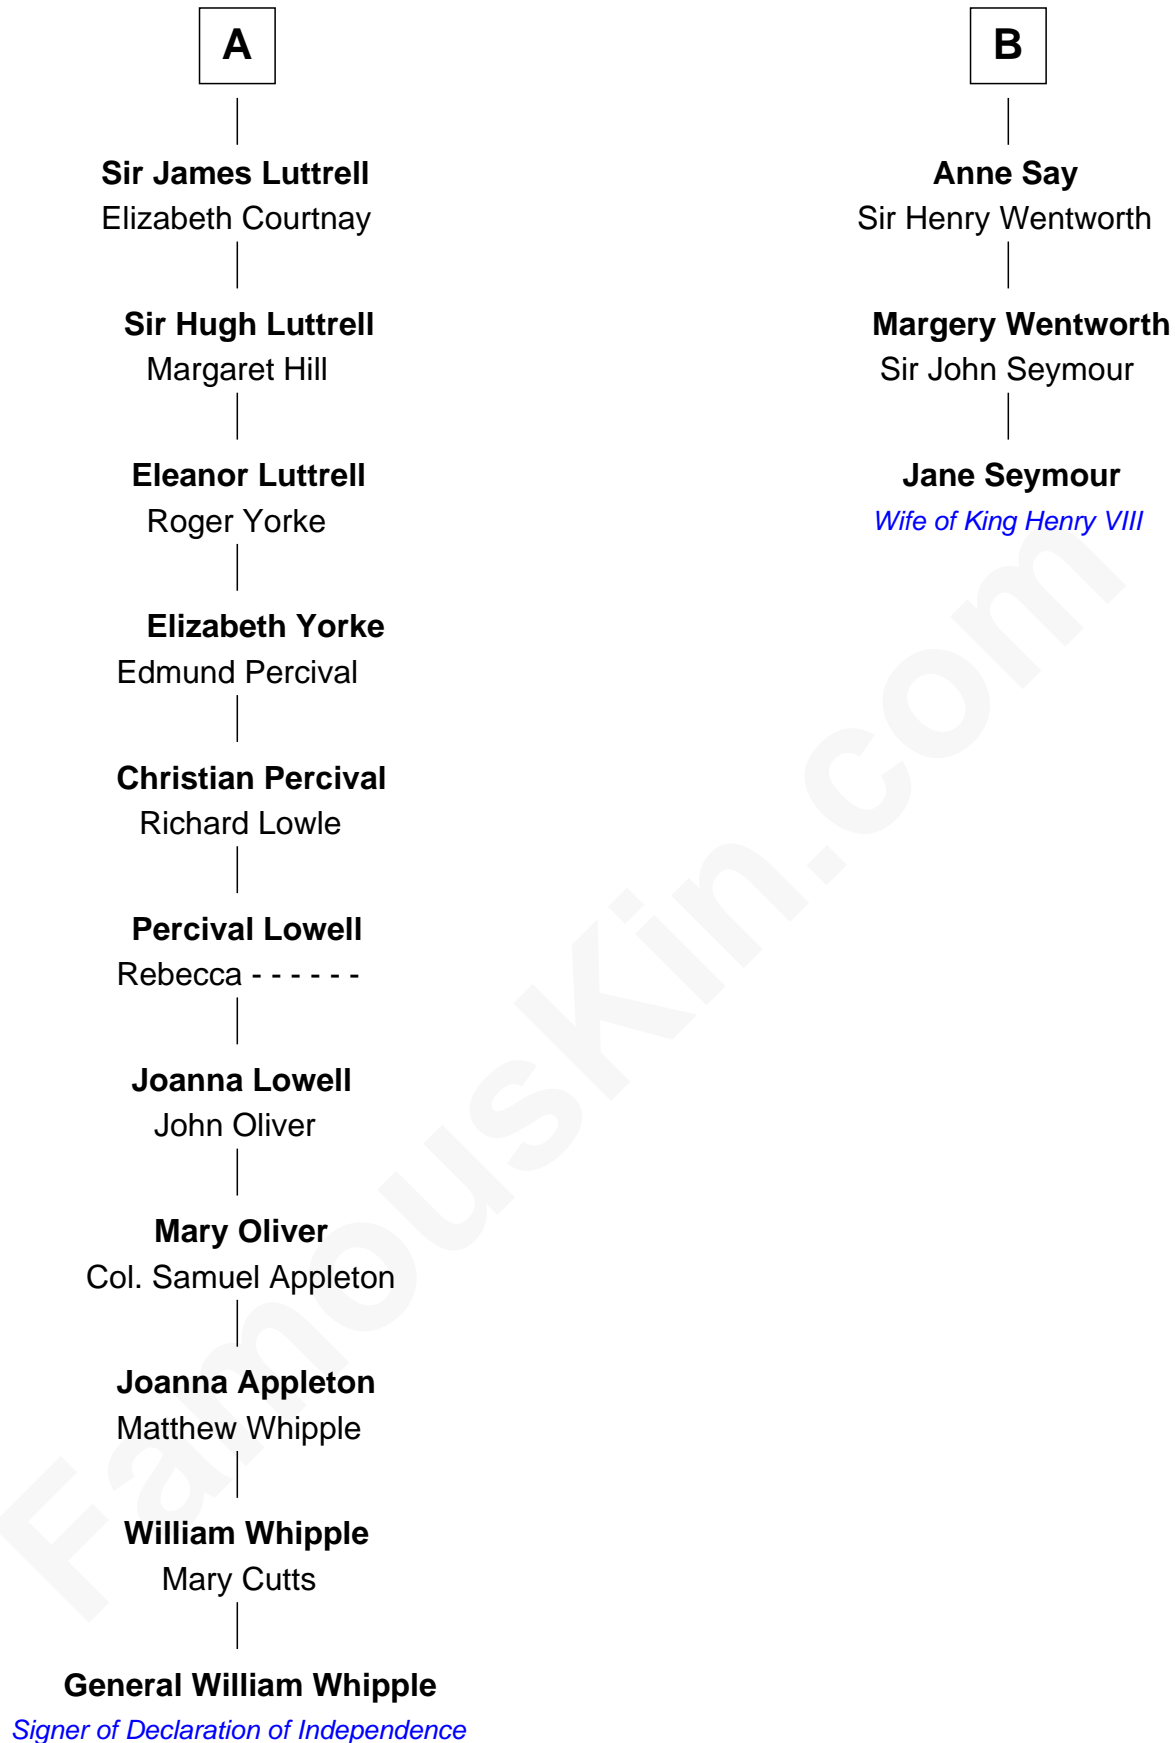 A
Sir James Luttrell
Elizabeth Courtnay
Sir Hugh Luttrell
Margaret Hill
Eleanor Luttrell
Roger Yorke
Elizabeth Yorke
Edmund Percival
Christian Percival
Richard Lowle
Percival Lowell
Rebecca - - - - - -
Joanna Lowell
John Oliver
Mary Oliver
Col. Samuel Appleton
Joanna Appleton
Matthew Whipple
William Whipple
Mary Cutts
General William Whipple
Signer of Declaration of Independence
B
Anne Say
Sir Henry Wentworth
Margery Wentworth
Sir John Seymour
Jane Seymour
Wife of King Henry VIII
FamousKin.com